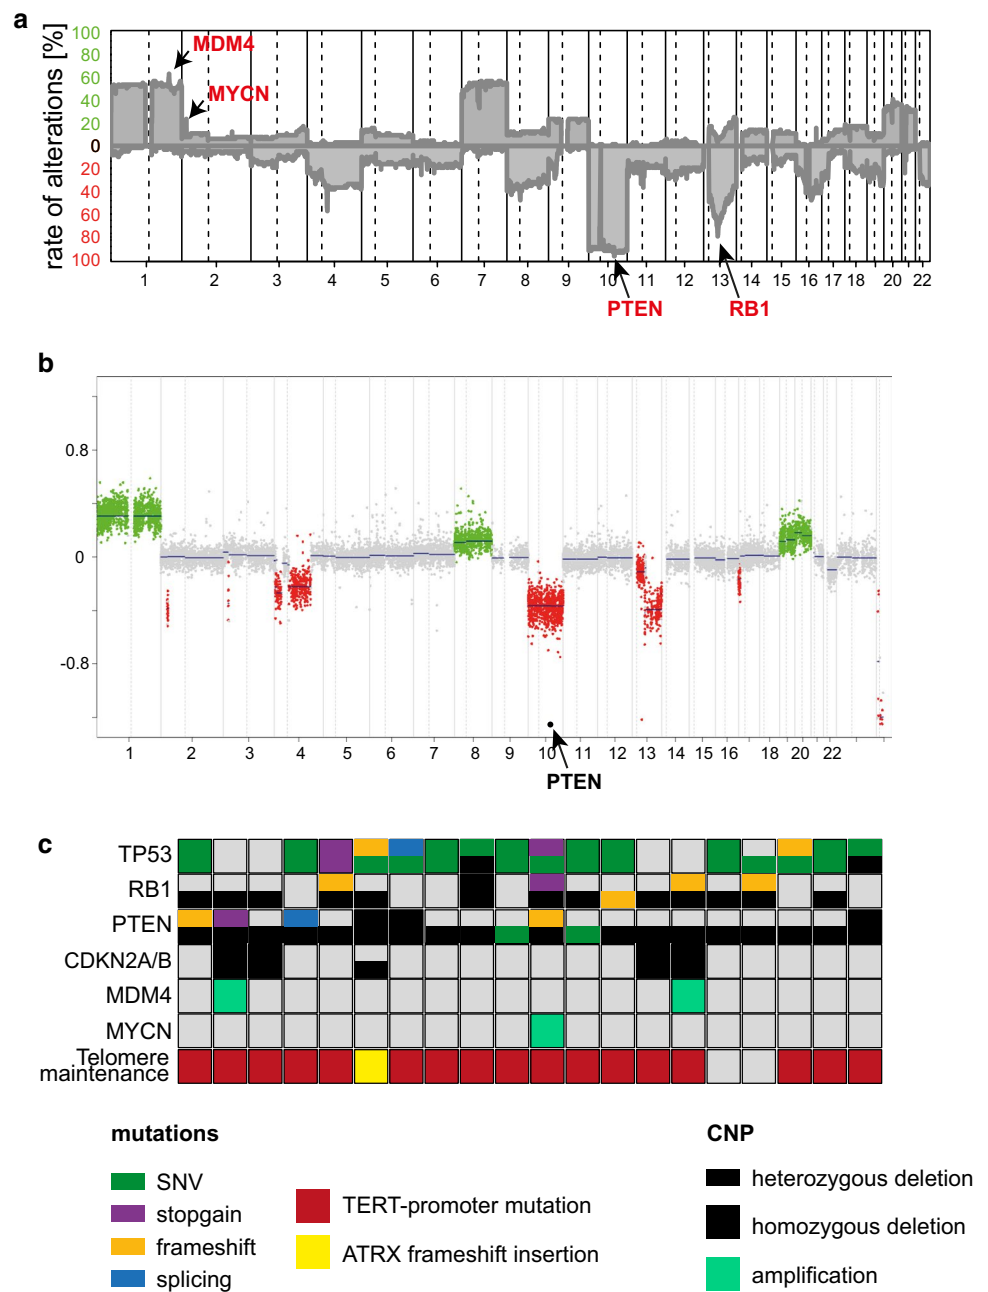 a
rate of alterations [%]
100
80
60
40
20
0
20
40
60
80
100
MDM4
MYCN
1 2 3 4 5 6 7 8 9 10 11 12 13 14 15 16 17 18 19 20 21 22
PTEN
RB1
b
0.8
0
-0.8
1 2 3 4 5 6 7 8 9 10 11 12 13 14 15 16 18 20 22
PTEN
c
TP53
RB1
PTEN
CDKN2A/B
MDM4
MYCN
Telomere
maintenance
mutations
SNV
stopgain
frameshift
splicing
TERT-promoter mutation
ATRX frameshift insertion
CNP
heterozygous deletion
homozygous deletion
amplification